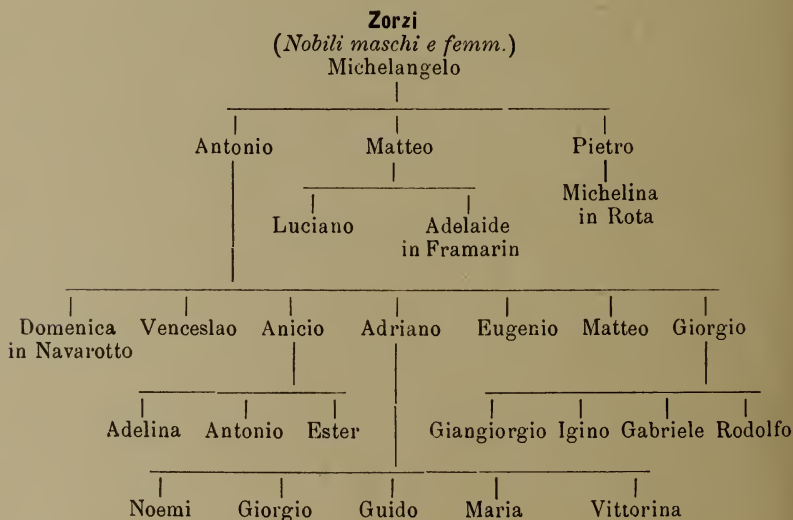 Zorzi
(Nobili maschi e femm.)
Michelangelo
Antonio Matteo Pietro
Luciano Adelaide in Framarin Michelina in Rota
Domenica in Navarotto Venceslao Anicio Adriano Eugenio Matteo Giorgio
Adelina Antonio Ester Giangiorgio Igino Gabriele Rodolfo
Noemi Giorgio Guido Maria Vittorina